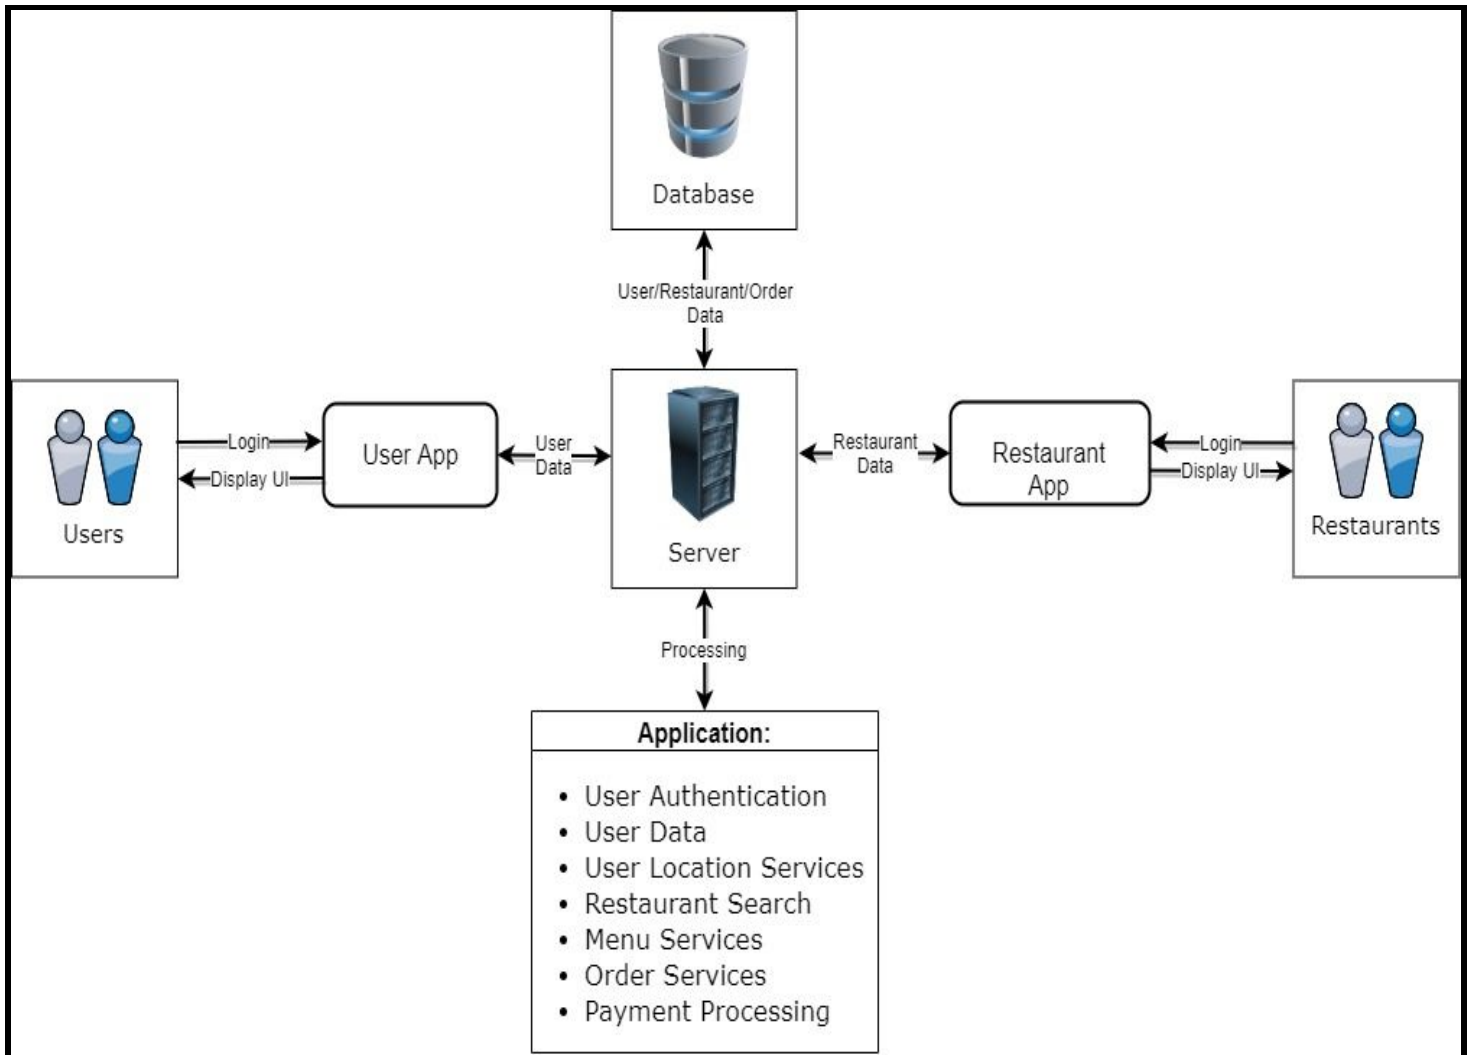 Database
User/Restaurant/Order
Data
Users
Login
Display UI
User App
User
Data
Server
Restaurant
Data
Restaurant
App
Login
Display UI
Restaurants
Processing
Application:
• User Authentication
• User Data
• User Location Services
• Restaurant Search
• Menu Services
• Order Services
• Payment Processing